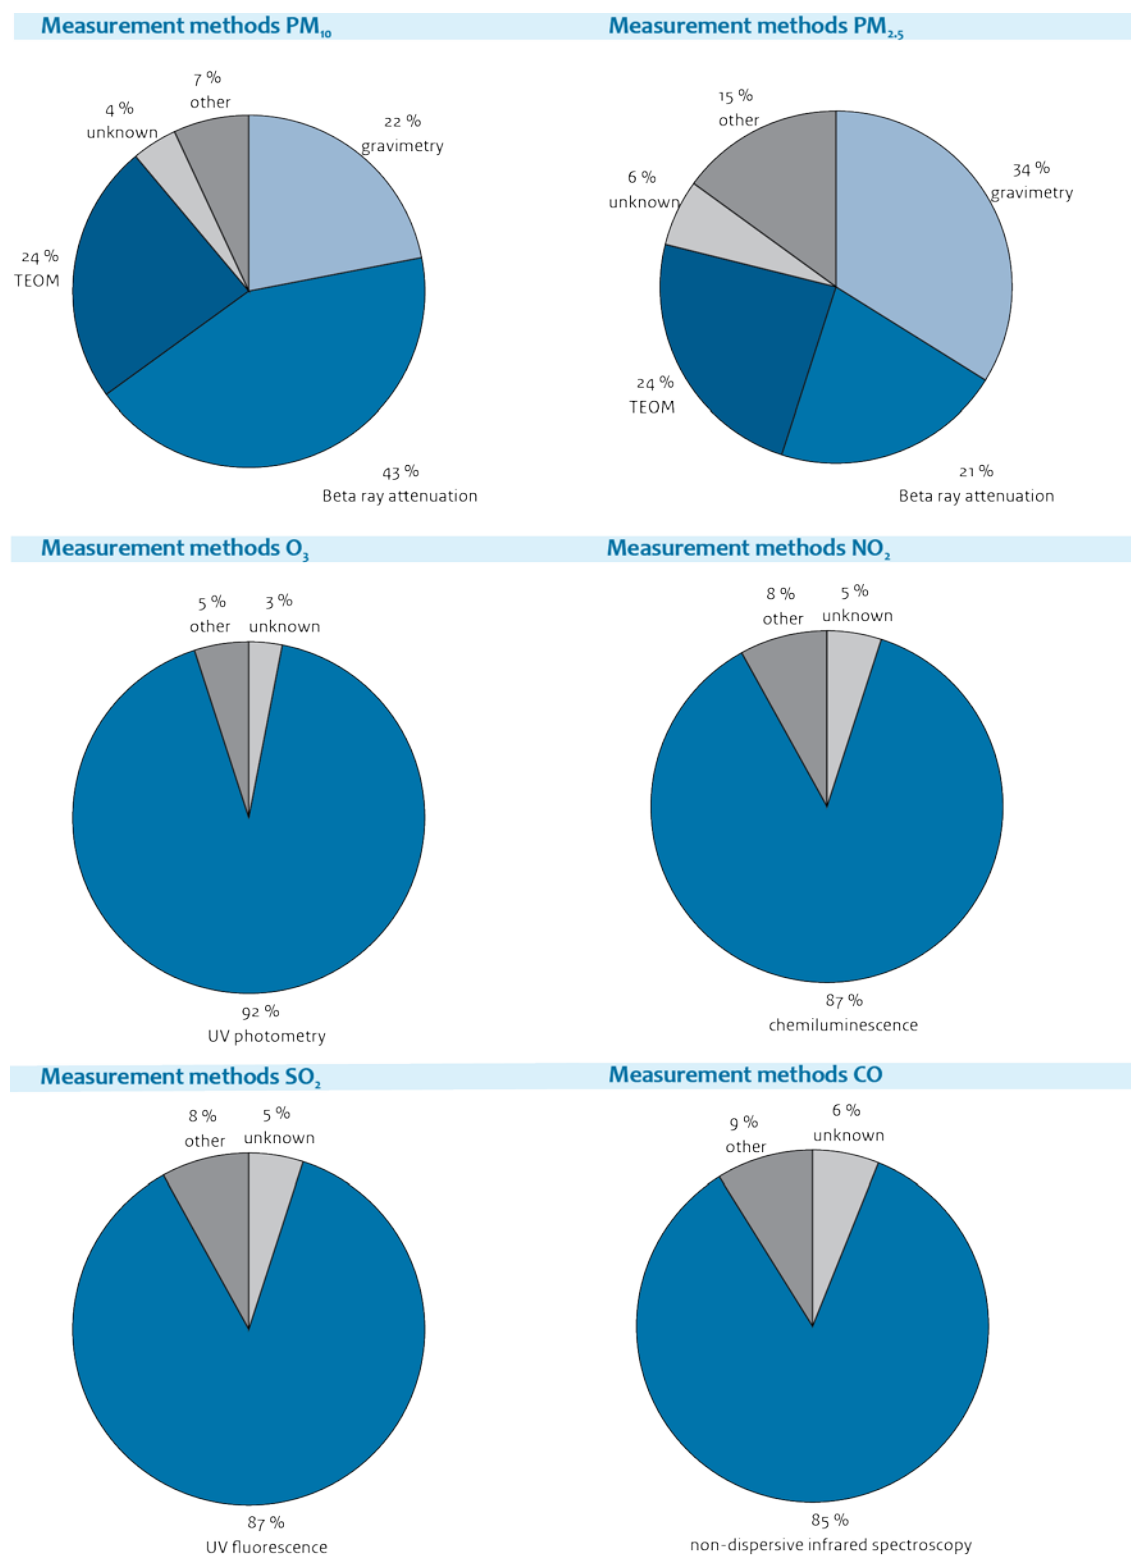 Measurement methods PM₁₀
7 %
other
4 %
unknown
22 %
gravimetry
24 %
TEOM
43 %
Beta ray attenuation
Measurement methods PM₂.₅
15 %
other
6 %
unknown
34 %
gravimetry
24 %
TEOM
21 %
Beta ray attenuation
Measurement methods O₃
5 %
other
3 %
unknown
92 %
UV photometry
Measurement methods NO₂
8 %
other
5 %
unknown
87 %
chemiluminescence
Measurement methods SO₂
8 %
other
5 %
unknown
87 %
UV fluorescence
Measurement methods CO
9 %
other
6 %
unknown
85 %
non-dispersive infrared spectroscopy